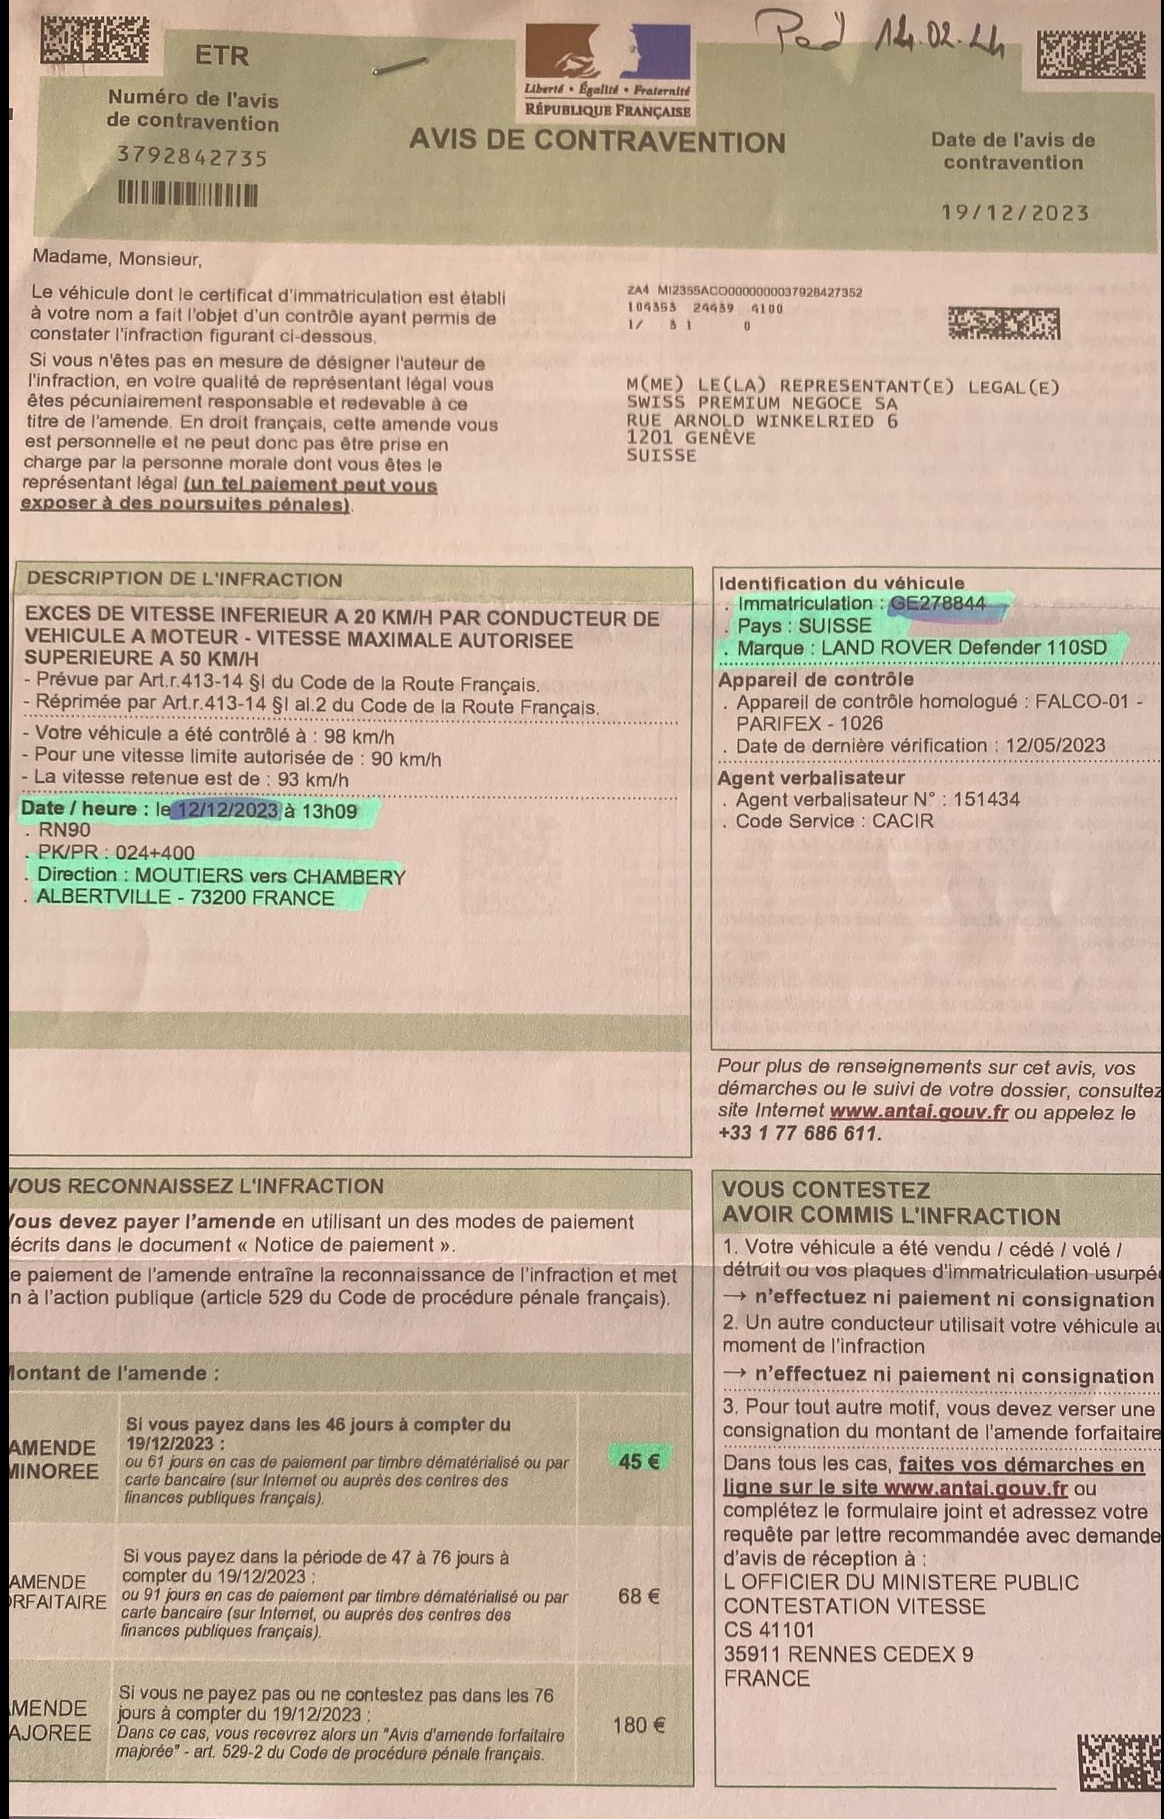 Pad 14.02.24
ETR
Liberté • Égalité • Fraternité
RÉPUBLIQUE FRANÇAISE
Numéro de l'avis
de contravention
3792842735
AVIS DE CONTRAVENTION
Date de l'avis de
contravention
19/12/2023
Madame, Monsieur,
Le véhicule dont le certificat d'immatriculation est établi
à votre nom a fait l'objet d'un contrôle ayant permis de
constater l'infraction figurant ci-dessous.
Si vous n'êtes pas en mesure de désigner l'auteur de
l'infraction, en votre qualité de représentant légal vous
êtes pécuniairement responsable et redevable à ce
titre de l'amende. En droit français, cette amende vous
est personnelle et ne peut donc pas être prise en
charge par la personne morale dont vous êtes le
représentant légal (un tel paiement peut vous
exposer à des poursuites pénales).
2A4 MI2355ACO0000000037928427352
104353 24439 4100
1/ 3 1 0
M(MME) LE(LA) REPRESENTANT(E) LEGAL(E)
SWISS PREMIUM NEGOCE SA
RUE ARNOLD WINKELRIED 6
1201 GENÈVE
SUISSE
DESCRIPTION DE L'INFRACTION
EXCES DE VITESSE INFERIEUR A 20 KM/H PAR CONDUCTEUR DE
VEHICULE A MOTEUR - VITESSE MAXIMALE AUTORISEE
SUPERIEURE A 50 KM/H
- Prévue par Art.r.413-14 §I du Code de la Route Français.
- Réprimée par Art.r.413-14 §I al.2 du Code de la Route Français.
- Votre véhicule a été contrôlé à : 98 km/h
- Pour une vitesse limite autorisée de : 90 km/h
- La vitesse retenue est de : 93 km/h
Date / heure : le 12/12/2023 à 13h09
. RN90
. PK/PR : 024+400
. Direction : MOUTIERS vers CHAMBERY
. ALBERTVILLE - 73200 FRANCE
Identification du véhicule
. Immatriculation : GE278844
. Pays : SUISSE
. Marque : LAND ROVER Defender 110SD
Appareil de contrôle
. Appareil de contrôle homologué : FALCO-01 -
PARIFEX - 1026
. Date de dernière vérification : 12/05/2023
Agent verbalisateur
. Agent verbalisateur N° : 151434
. Code Service : CACIR
Pour plus de renseignements sur cet avis, vos
démarches ou le suivi de votre dossier, consultez
site Internet www.antai.gouv.fr ou appelez le
+33 1 77 686 611.
VOUS RECONNAISSEZ L'INFRACTION
Vous devez payer l'amende en utilisant un des modes de paiement
écrits dans le document « Notice de paiement ».
e paiement de l'amende entraîne la reconnaissance de l'infraction et met
n à l'action publique (article 529 du Code de procédure pénale français).
Montant de l'amende :
AMENDE
MINOREE
Si vous payez dans les 46 jours à compter du
19/12/2023 :
ou 61 jours en cas de paiement par timbre dématérialisé ou par
carte bancaire (sur Internet ou auprès des centres des
finances publiques français).
45 €
AMENDE
ORFAITAIRE
Si vous payez dans la période de 47 à 76 jours à
compter du 19/12/2023 :
ou 91 jours en cas de paiement par timbre dématérialisé ou par
carte bancaire (sur Internet, ou auprès des centres des
finances publiques français).
68 €
AMENDE
AJOREE
Si vous ne payez pas ou ne contestez pas dans les 76
jours à compter du 19/12/2023 :
Dans ce cas, vous recevrez alors un "Avis d'amende forfaitaire
majorée" - art. 529-2 du Code de procédure pénale français.
180 €
VOUS CONTESTEZ
AVOIR COMMIS L'INFRACTION
1. Votre véhicule a été vendu / cédé / volé /
détruit ou vos plaques d'immatriculation usurpée
→ n'effectuez ni paiement ni consignation
2. Un autre conducteur utilisait votre véhicule au
moment de l'infraction
→ n'effectuez ni paiement ni consignation
3. Pour tout autre motif, vous devez verser une
consignation du montant de l'amende forfaitaire
Dans tous les cas, faites vos démarches en
ligne sur le site www.antai.gouv.fr ou
complétez le formulaire joint et adressez votre
requête par lettre recommandée avec demande
d'avis de réception à :
L OFFICIER DU MINISTERE PUBLIC
CONTESTATION VITESSE
CS 41101
35911 RENNES CEDEX 9
FRANCE